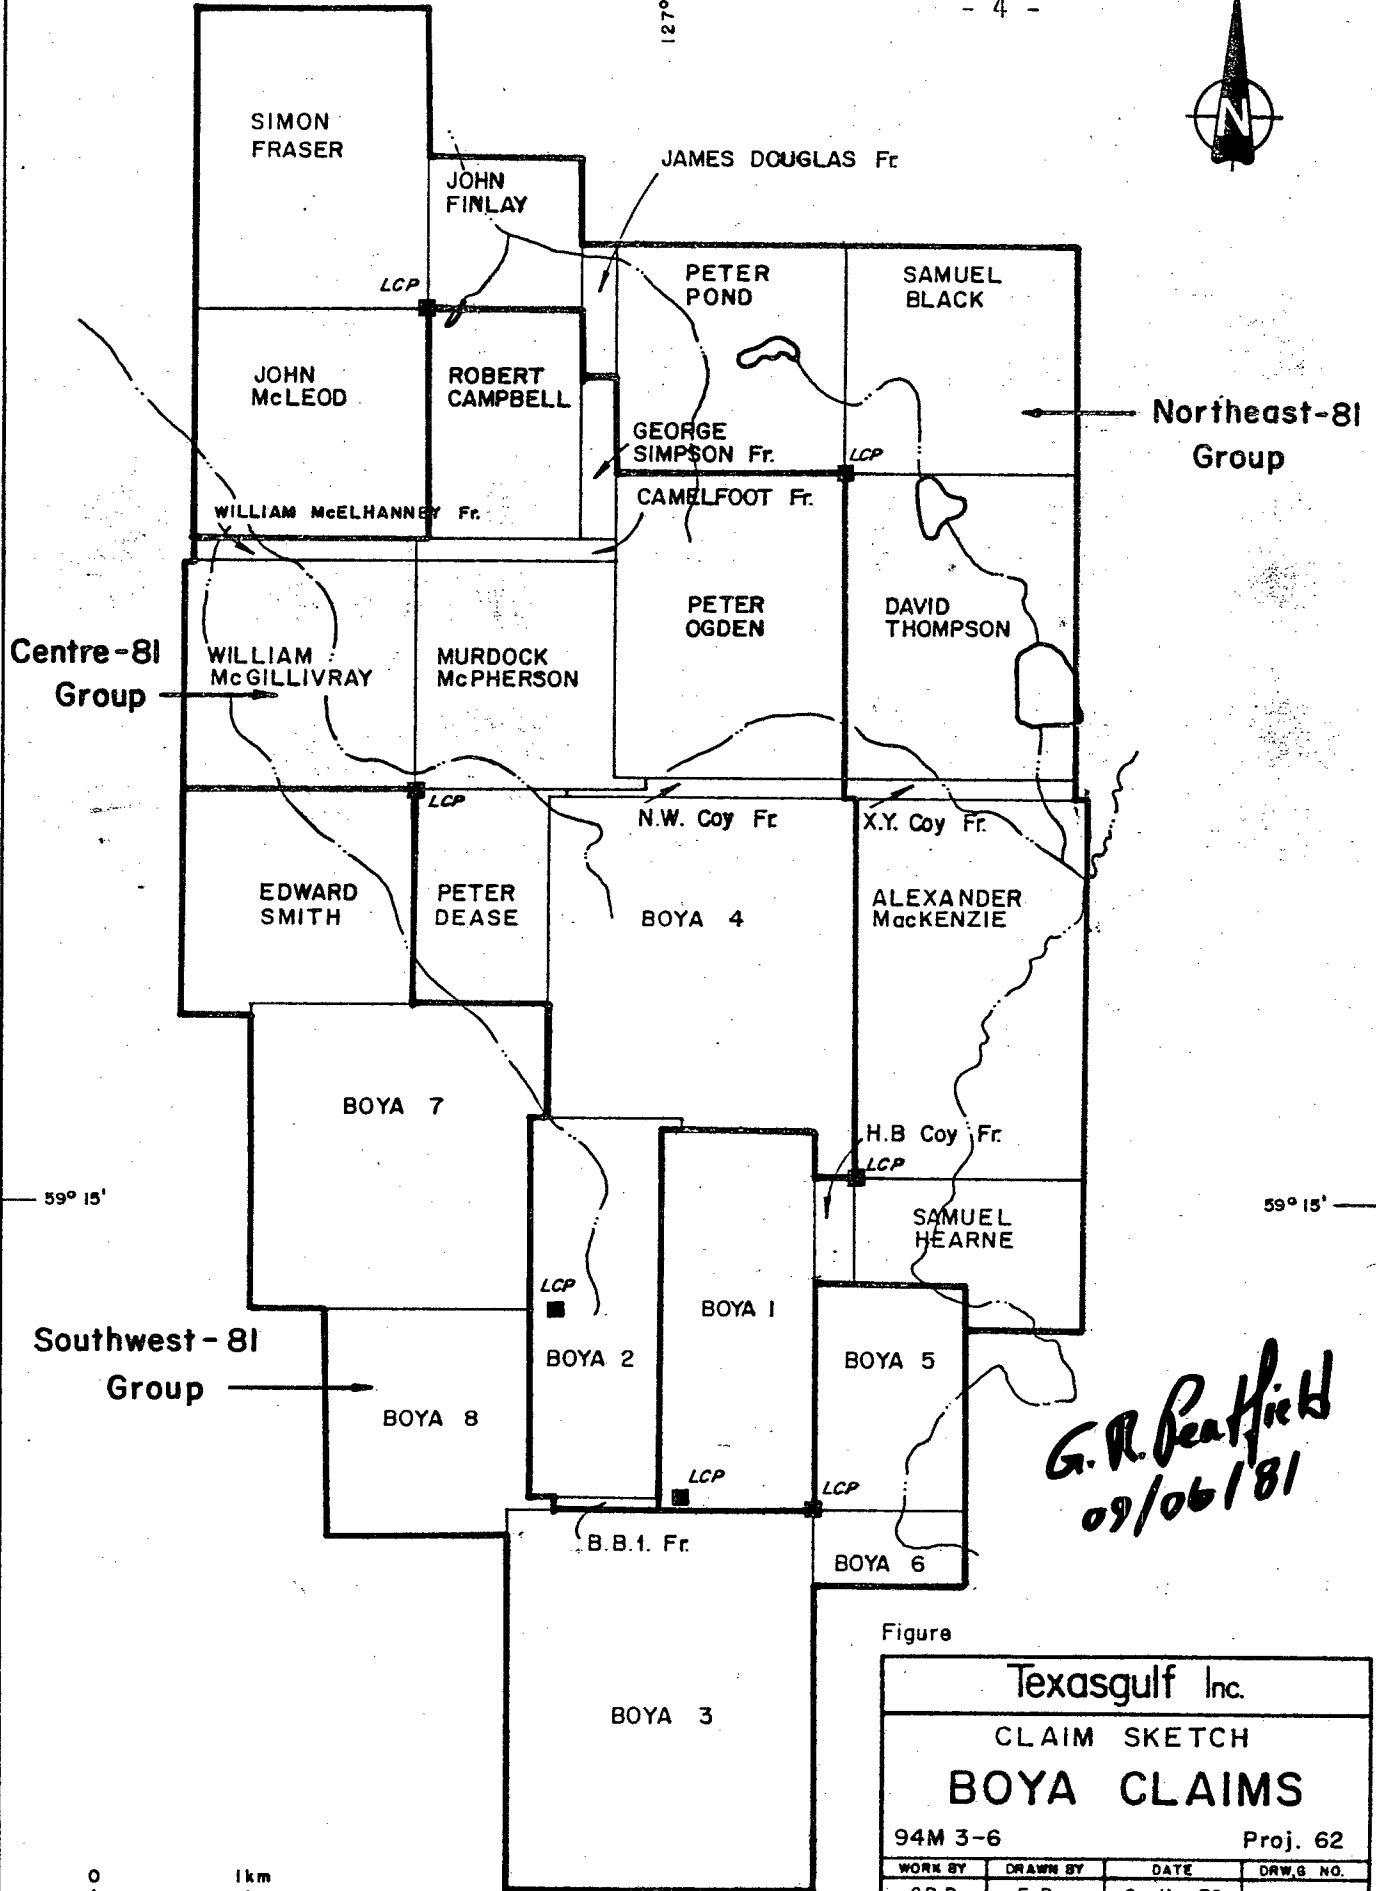 - 4 -
127°
N
SIMON
FRASER
JAMES DOUGLAS Fr.
JOHN
FINLAY
PETER
POND
SAMUEL
BLACK
LCP
JOHN
McLEOD
ROBERT
CAMPBELL
Northeast-81
Group
GEORGE
SIMPSON Fr.
LCP
CAMELFOOT Fr.
WILLIAM McELHANNEY Fr.
PETER
OGDEN
DAVID
THOMPSON
Centre-81
Group
WILLIAM
McGILLIVRAY
MURDOCK
McPHERSON
LCP
N.W. Coy Fr.
X.Y. Coy Fr.
EDWARD
SMITH
PETER
DEASE
BOYA 4
ALEXANDER
MacKENZIE
BOYA 7
H.B Coy Fr.
LCP
59° 15'
59° 15'
SAMUEL
HEARNE
LCP
BOYA 1
Southwest-81
Group
BOYA 2
BOYA 5
BOYA 8
G. R. Peatfield
09/06/81
LCP
LCP
B.B.1. Fr.
BOYA 6
Figure
Texasgulf Inc.
CLAIM SKETCH
BOYA CLAIMS
94M 3-6 Proj. 62
WORK BY DRAWN BY DATE DRW,G NO.
BOYA 3
0 1km